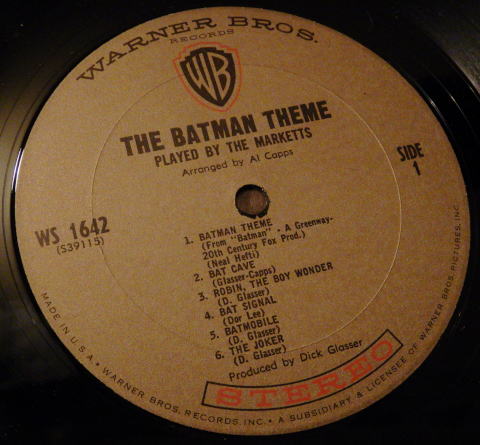 WARNER BROS.
RECORDS
WB
THE BATMAN THEME
PLAYED BY THE MARKETTS
Arranged by Al Capps
SIDE
1
WS 1642
(S39115)
1. BATMAN THEME
(From "Batman" - A Greenway-
20th Century Fox Prod.)
(Neal Hefti)
2. BAT CAVE
(Glasser-Capps)
3. ROBIN, THE BOY WONDER
(D. Glasser)
4. BAT SIGNAL
(Dor Lee)
5. BATMOBILE
(D. Glasser)
6. THE JOKER
(D. Glasser)
Produced by Dick Glasser
STEREO
MADE IN U.S.A. • WARNER BROS. RECORDS, INC. • A SUBSIDIARY & LICENSEE OF WARNER BROS. PICTURES, INC.